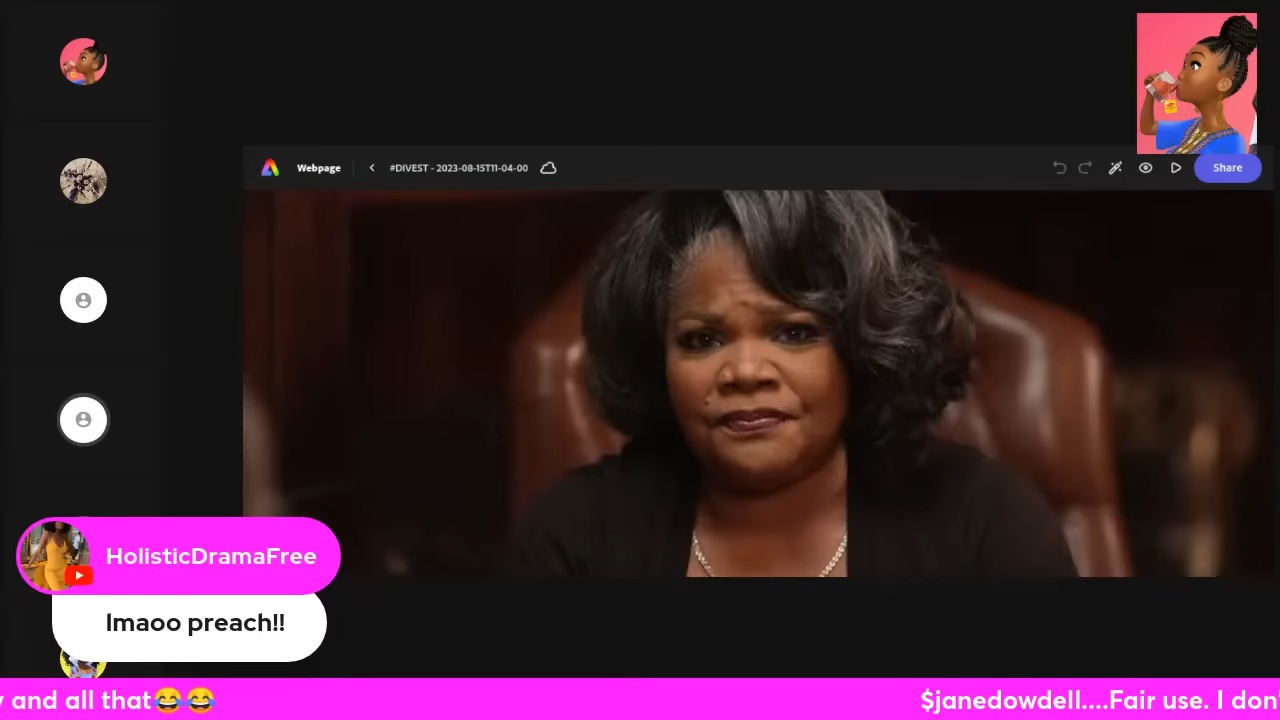 Webpage
#DIVEST - 2023-08-15T11-04-00
Share
HolisticDramaFree
lmaoo preach!!
and all that😂😂
$janedowdell....Fair use. I don'